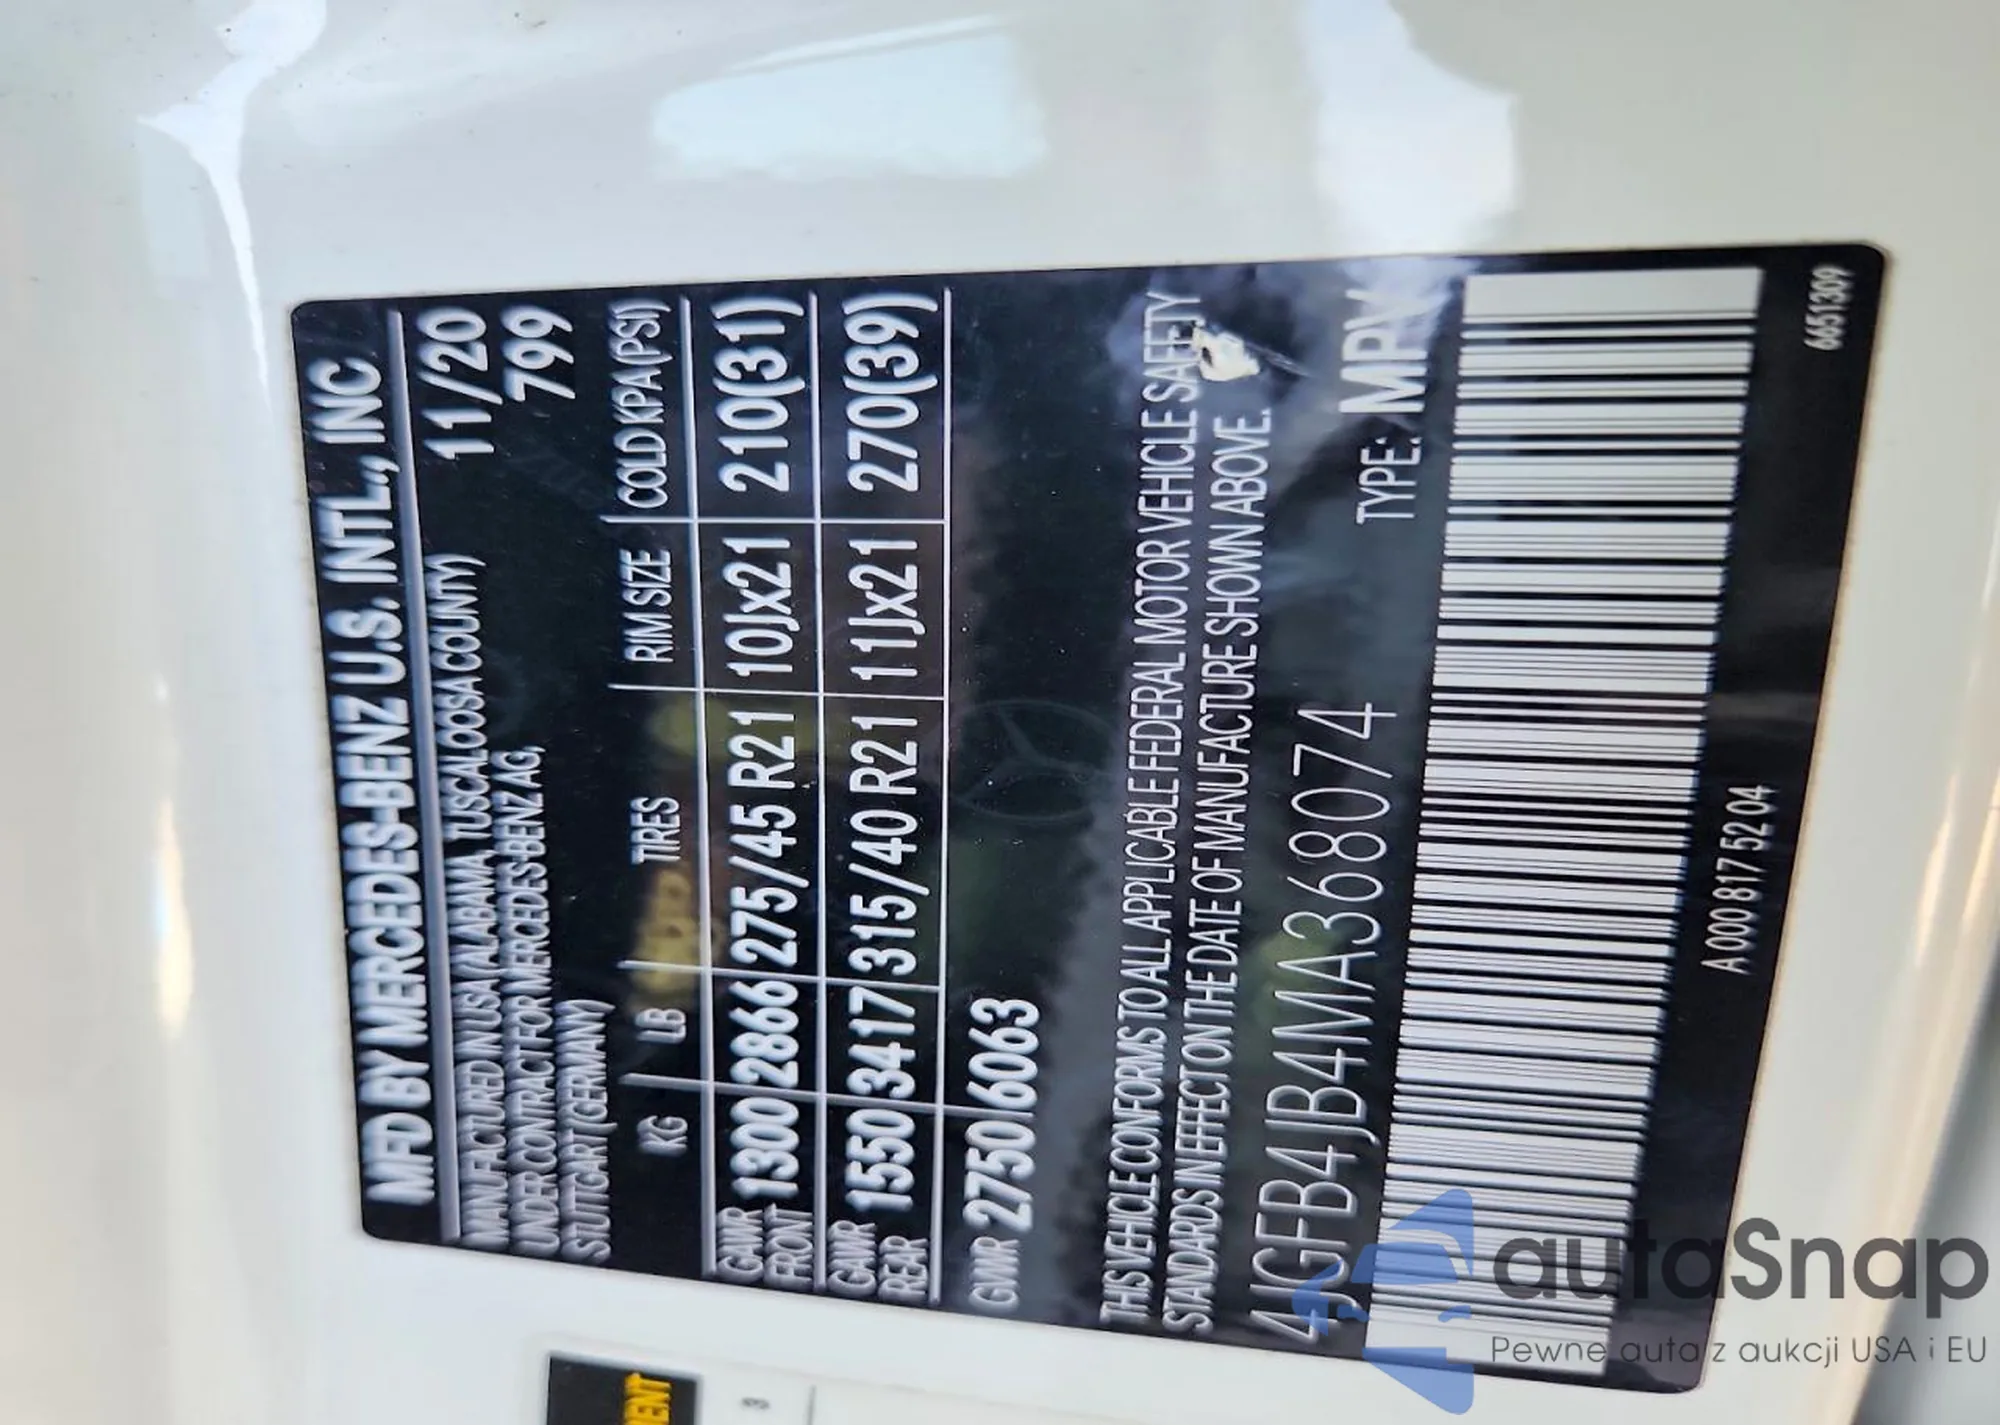 MFD BY MERCEDES-BENZ U.S. INTL., INC
MANUFACTURED IN USA (ALABAMA, TUSCALOOSA COUNTY) 11/20
UNDER CONTRACT FOR MERCEDES-BENZ AG, 799
STUTTGART (GERMANY)
KG LB TIRES RIM SIZE COLD KPA (PSI)
GAWR FRONT 1300 2866 275/45 R21 10Jx21 210(31)
GAWR REAR 1550 3417 315/40 R21 11Jx21 270(39)
GVWR 2750 6063
THIS VEHICLE CONFORMS TO ALL APPLICABLE FEDERAL MOTOR VEHICLE SAFETY
STANDARDS IN EFFECT ON THE DATE OF MANUFACTURE SHOWN ABOVE.
4JGFB4JB4MA368074 TYPE: MPV
A 000 817 52 04
6651309
autaSnap
Pewne auta z aukcji USA i EU